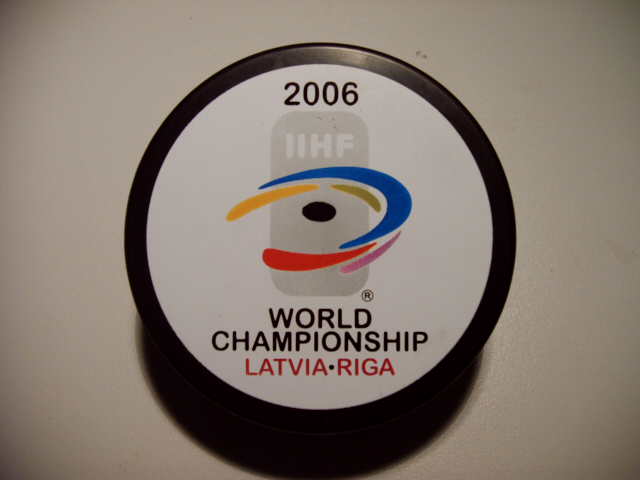 2006
IIHF
®
WORLD
CHAMPIONSHIP
LATVIA•RIGA